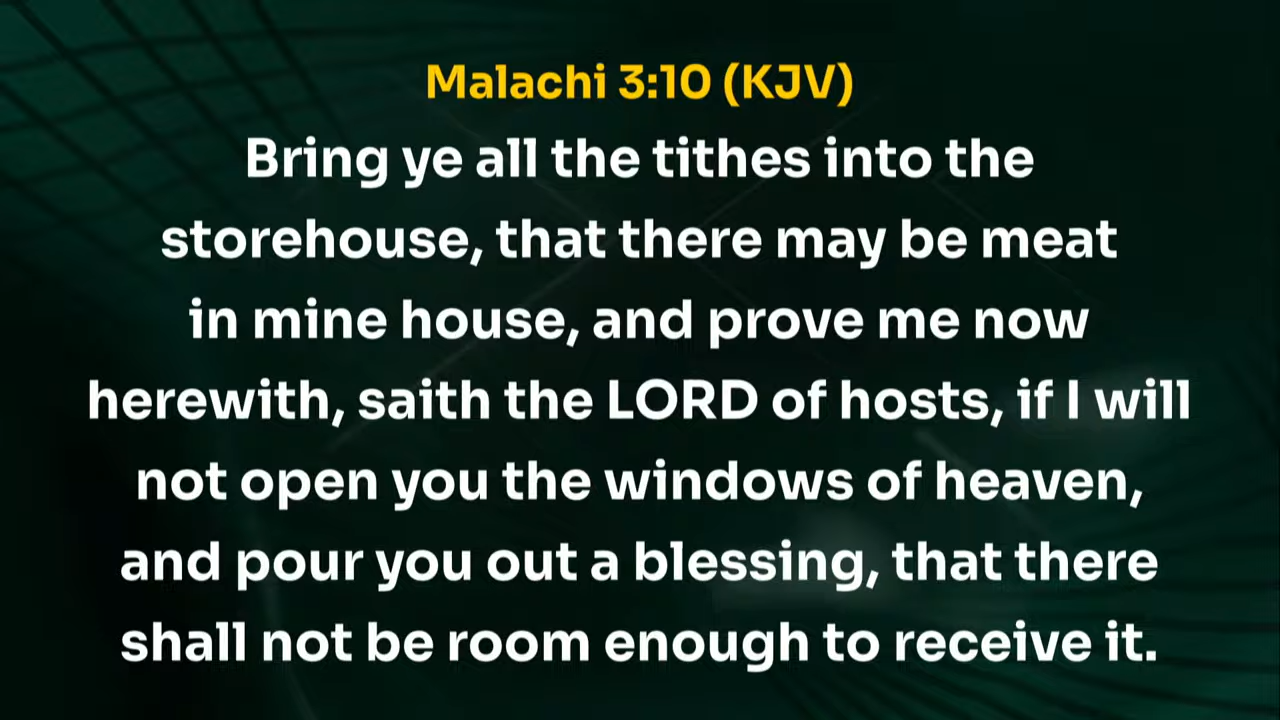 Malachi 3:10 (KJV)
Bring ye all the tithes into the
storehouse, that there may be meat
in mine house, and prove me now
herewith, saith the LORD of hosts, if I will
not open you the windows of heaven,
and pour you out a blessing, that there
shall not be room enough to receive it.